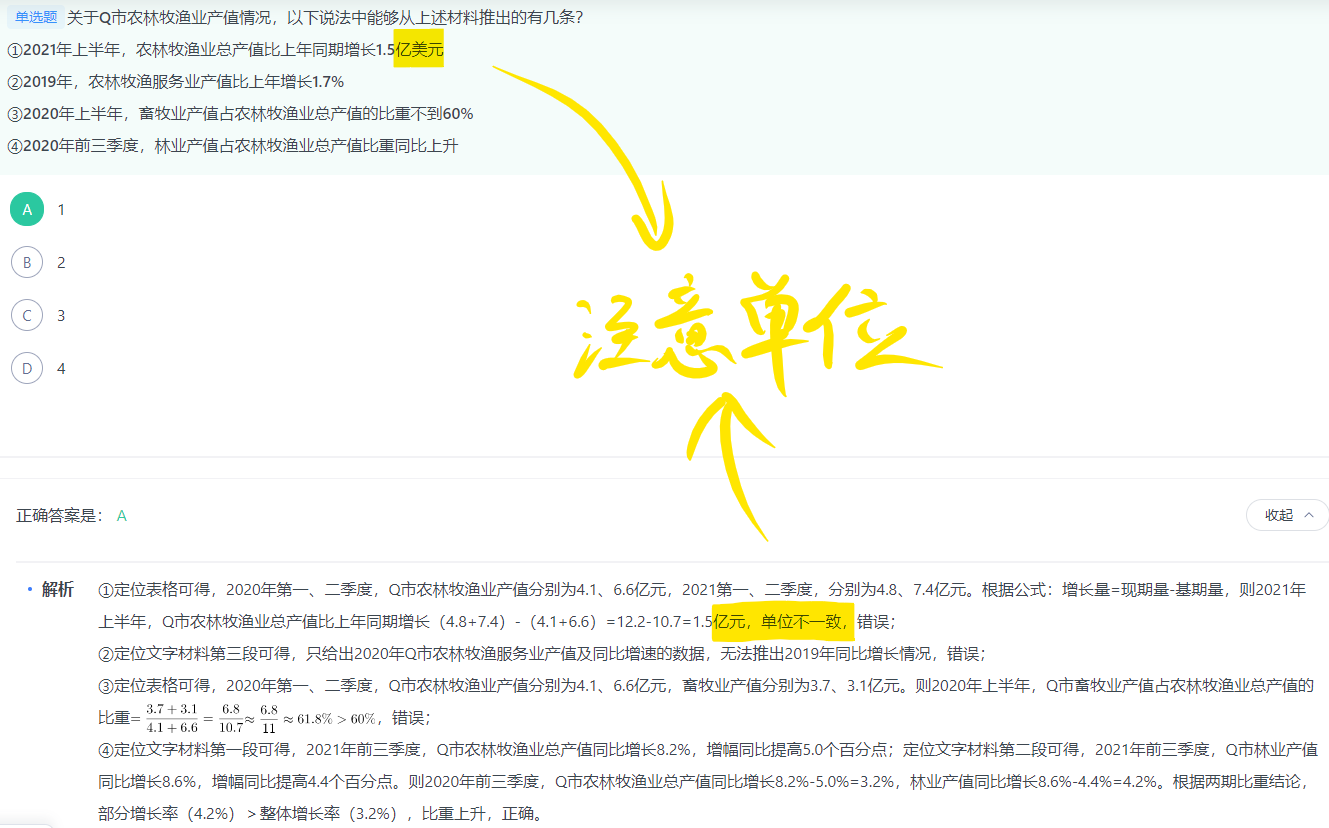 单选题 关于Q市农林牧渔业产值情况，以下说法中能够从上述材料推出的有几条？
①2021年上半年，农林牧渔业总产值比上年同期增长1.5亿美元
②2019年，农林牧渔服务业产值比上年增长1.7%
③2020年上半年，畜牧业产值占农林牧渔业总产值的比重不到60%
④2020年前三季度，林业产值占农林牧渔业总产值比重同比上升
A 1
B 2
C 3
D 4
注意单位
正确答案是： A
收起
• 解析 ①定位表格可得，2020年第一、二季度，Q市农林牧渔业产值分别为4.1、6.6亿元，2021第一、二季度，分别为4.8、7.4亿元。根据公式：增长量=现期量-基期量，则2021年
上半年，Q市农林牧渔业总产值比上年同期增长（4.8+7.4）-（4.1+6.6）=12.2-10.7=1.5亿元，单位不一致，错误；
②定位文字材料第三段可得，只给出2020年Q市农林牧渔服务业产值及同比增速的数据，无法推出2019年同比增长情况，错误；
③定位表格可得，2020年第一、二季度，Q市农林牧渔业产值分别为4.1、6.6亿元，畜牧业产值分别为3.7、3.1亿元。则2020年上半年，Q市畜牧业产值占农林牧渔业总产值的
比重= (3.7 + 3.1)/(4.1 + 6.6) = 6.8/10.7 ≈ 6.8/11 ≈ 61.8% > 60%，错误；
④定位文字材料第一段可得，2021年前三季度，Q市农林牧渔业总产值同比增长8.2%，增幅同比提高5.0个百分点；定位文字材料第二段可得，2021年前三季度，Q市林业产值
同比增长8.6%，增幅同比提高4.4个百分点。则2020年前三季度，Q市农林牧渔业总产值同比增长8.2%-5.0%=3.2%，林业产值同比增长8.6%-4.4%=4.2%。根据两期比重结论，
部分增长率（4.2%）＞整体增长率（3.2%），比重上升，正确。